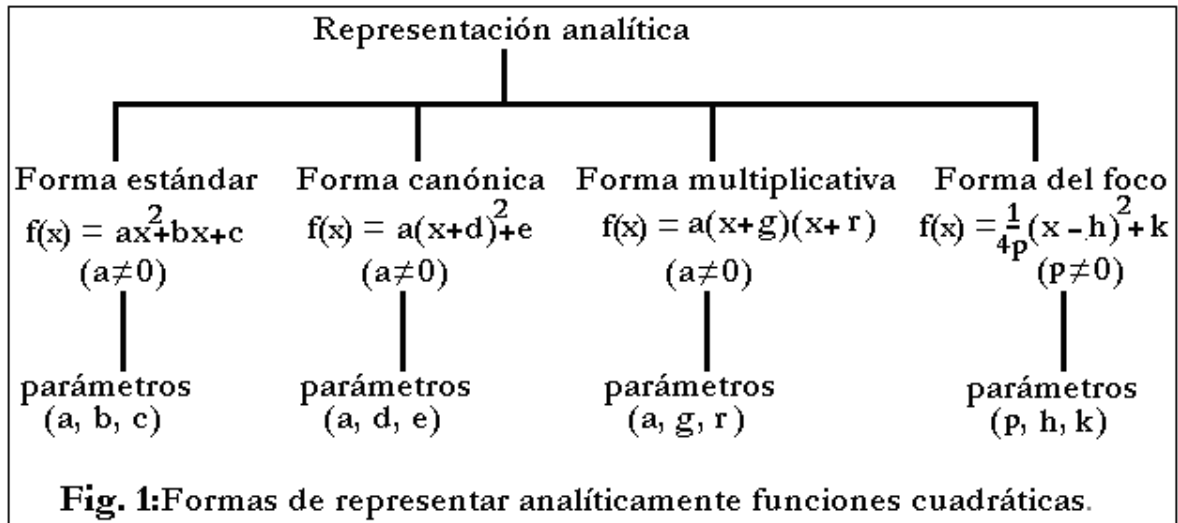 Representación analítica
Forma estándar Forma canónica Forma multiplicativa Forma del foco
f(x) = ax²+bx+c f(x) = a(x+d)²+e f(x) = a(x+g)(x+ r) f(x) = 1/4p (x - h)²+k
(a≠0) (a≠0) (a≠0) (p≠0)
parámetros parámetros parámetros parámetros
(a, b, c) (a, d, e) (a, g, r) (p, h, k)
Fig. 1:Formas de representar analíticamente funciones cuadráticas.